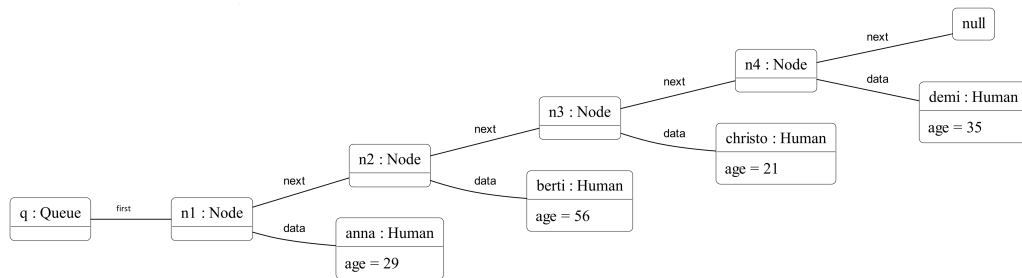 null
next
n4 : Node
next
data
demi : Human
age = 35
n3 : Node
next
data
christo : Human
age = 21
n2 : Node
next
data
berti : Human
age = 56
q : Queue
first
n1 : Node
data
anna : Human
age = 29